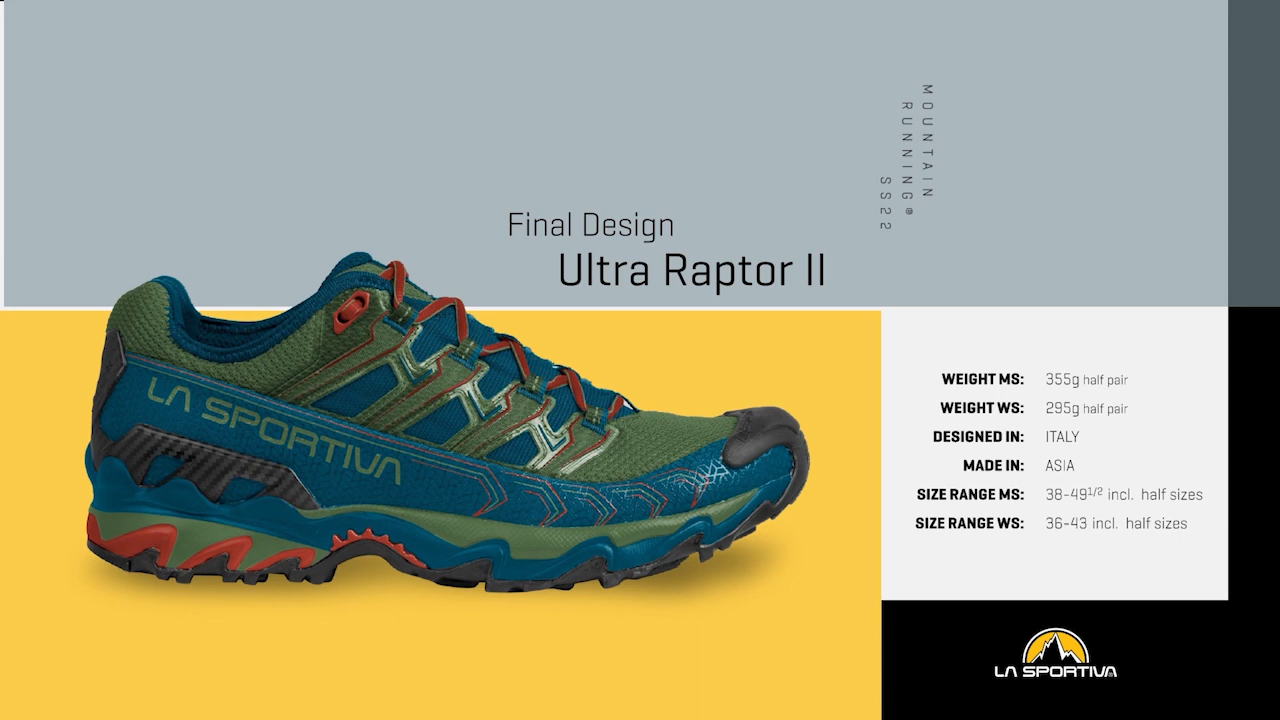 MOUNTAIN
RUNNING®
SS22
Final Design
Ultra Raptor II
LA SPORTIVA
WEIGHT MS: 355g half pair
WEIGHT WS: 295g half pair
DESIGNED IN: ITALY
MADE IN: ASIA
SIZE RANGE MS: 38-49 1/2 incl. half sizes
SIZE RANGE WS: 36-43 incl. half sizes
LA SPORTIVA